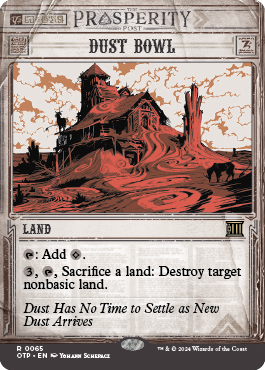 THE
PROSPERITY
POST
DUST BOWL
LAND
: Add .
3, , Sacrifice a land: Destroy target
nonbasic land.
Dust Has No Time to Settle as New
Dust Arrives
R 0065
OTP • EN YOHANN SCHEPACZ
™ & © 2024 Wizards of the Coast